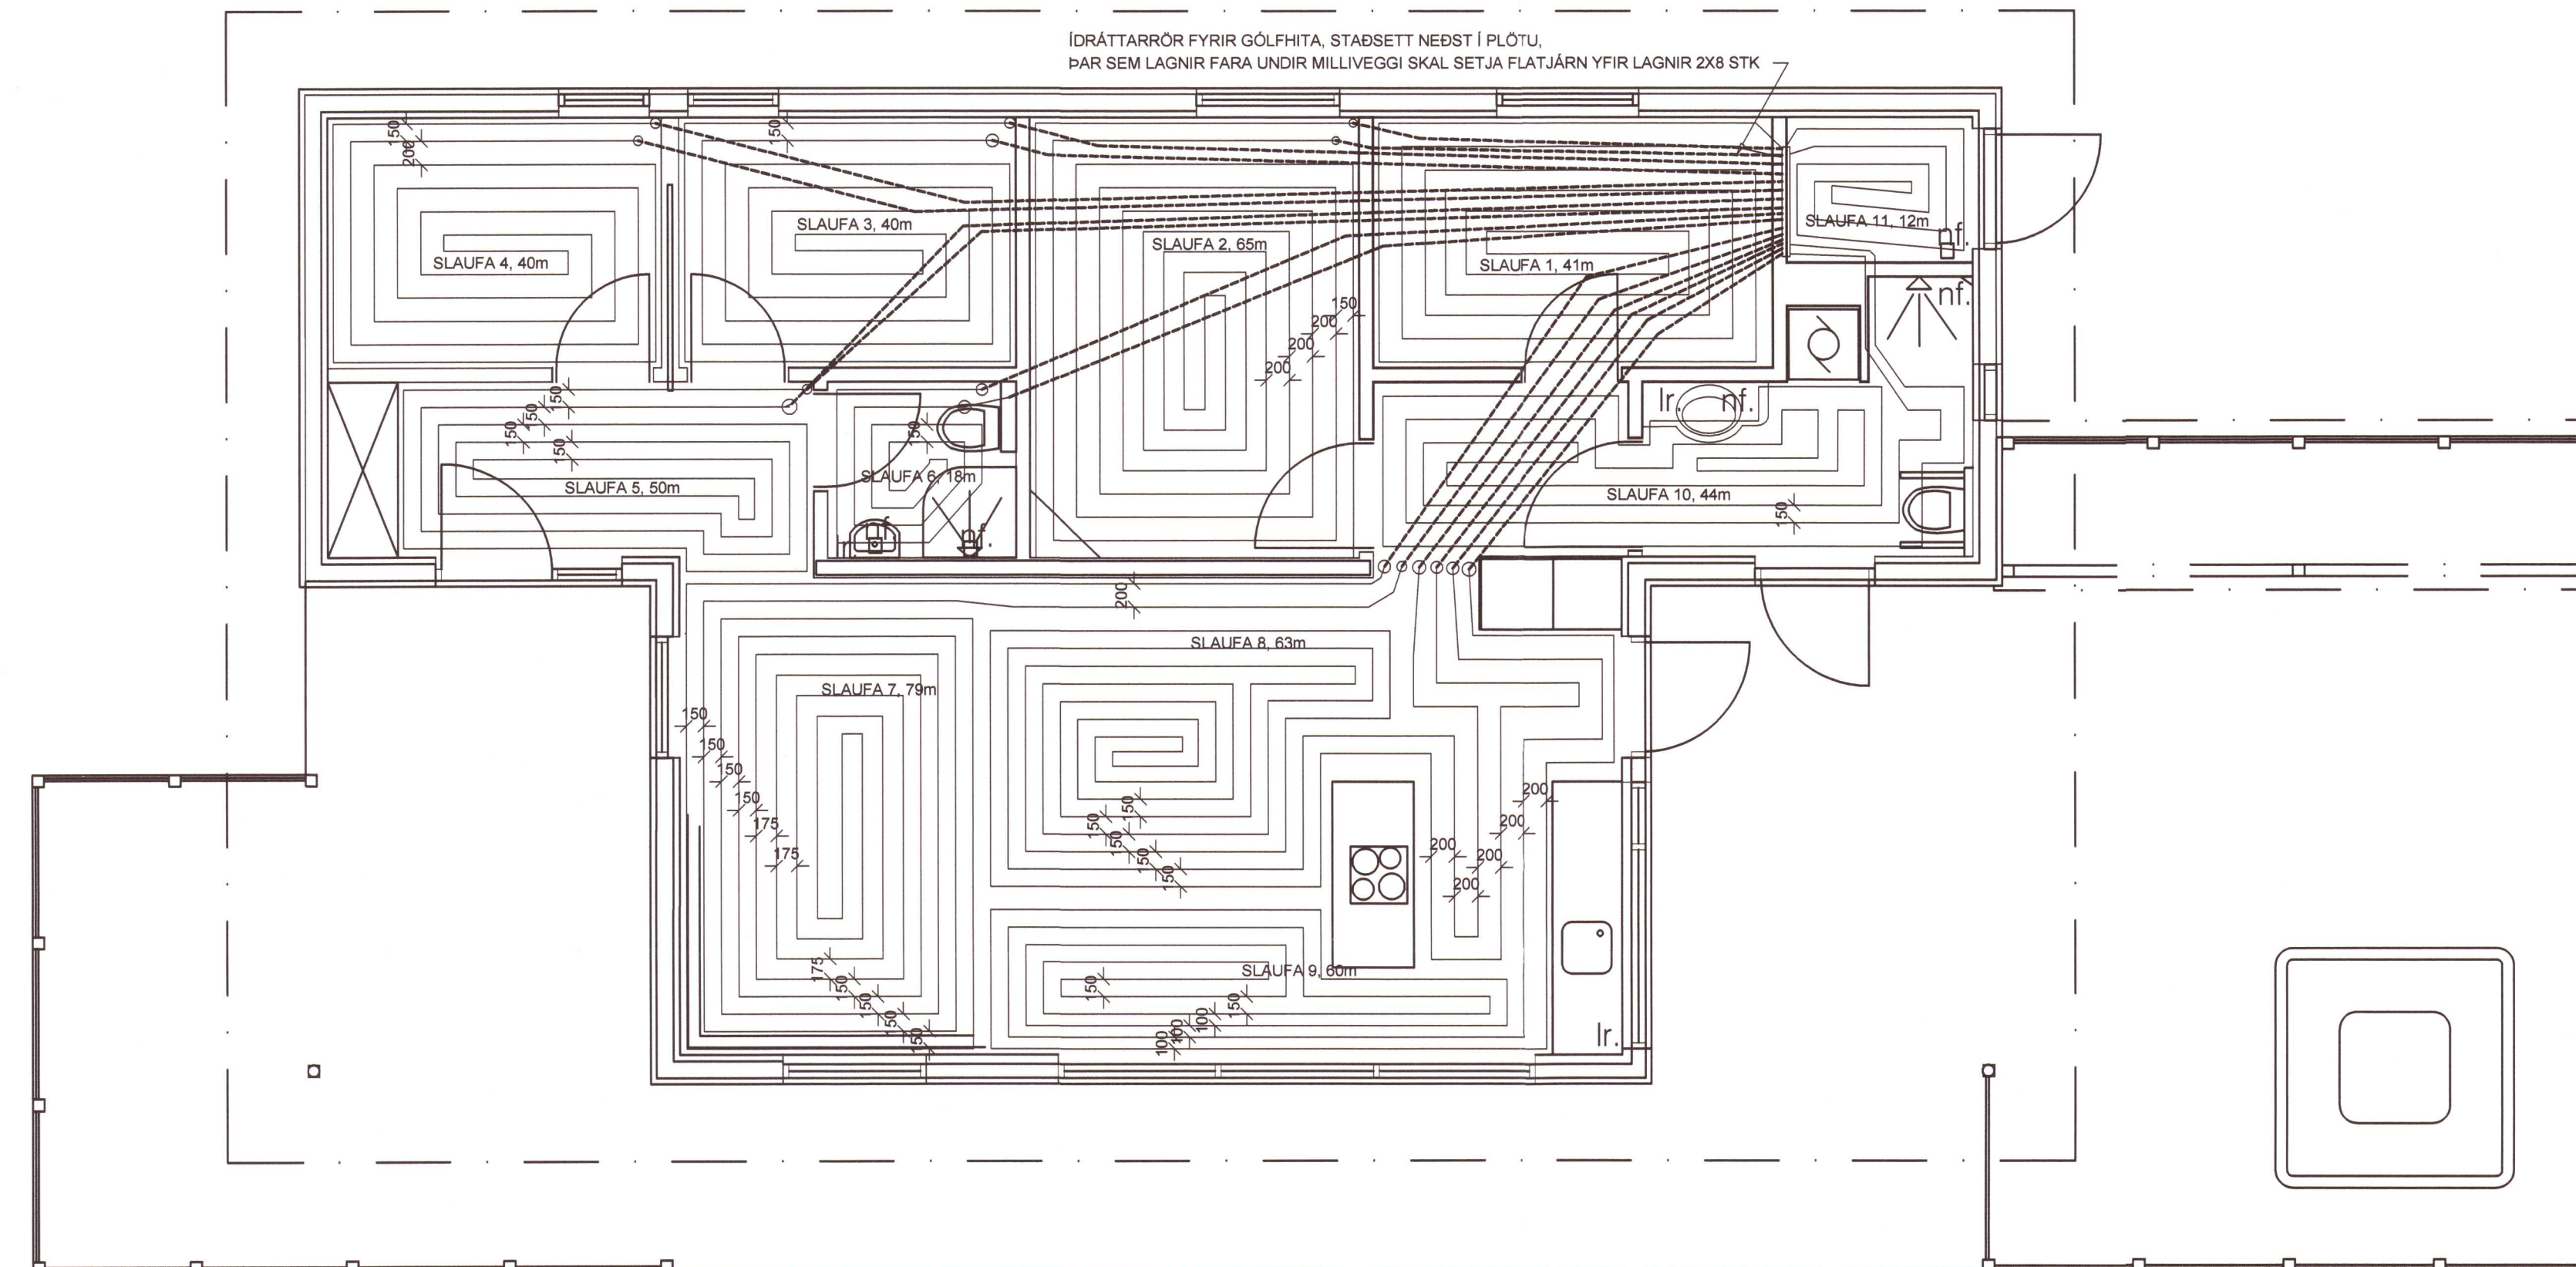 ÍDRÁTTARRÖR FYRIR GÓLFHITA, STAÐSETT NEÐST Í PLÖTU,
ÞAR SEM LAGNIR FARA UNDIR MILLIVEGGI SKAL SETJA FLATJÁRN YFIR LAGNIR 2X8 STK
150
200
150
SLAUFA 3, 40m
SLAUFA 11, 12m
nf.
SLAUFA 2, 65m
SLAUFA 4, 40m
SLAUFA 1, 41m
nf.
150
200
200
200
150
150
150
150
150
lr.
nf.
SLAUFA 6, 18m
SLAUFA 5, 50m
SLAUFA 10, 44m
150
200
SLAUFA 8, 63m
SLAUFA 7, 79m
150
150
150
150
175
175
150
150
150
150
150
200
200
200
200
200
175
150
150
150
150
SLAUFA 9, 60m
150
150
100
100
100
lr.